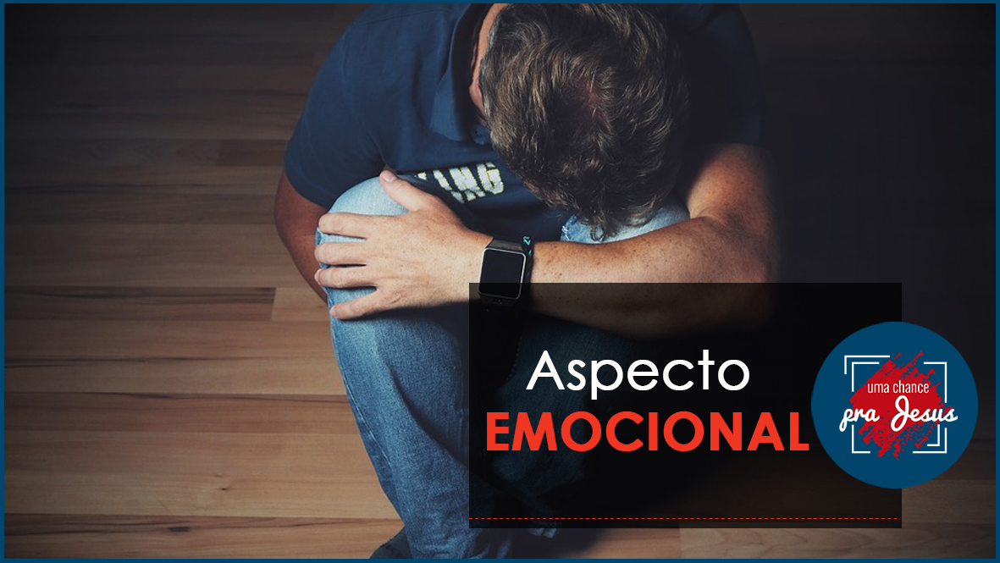 Aspecto
EMOCIONAL
uma chance
pra Jesus